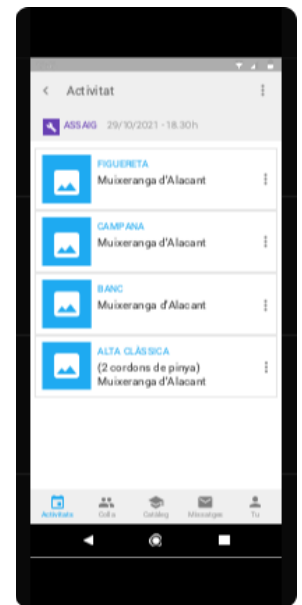 Activitat
ASSAIG 29/10/2021 - 18.30h
FIGUERETA
Muixeranga d'Alacant
CAMPANA
Muixeranga d'Alacant
BANC
Muixeranga d'Alacant
ALTA CLÀSSICA
(2 cordons de pinya)
Muixeranga d'Alacant
Activitats Colla Catàleg Missatges Tu